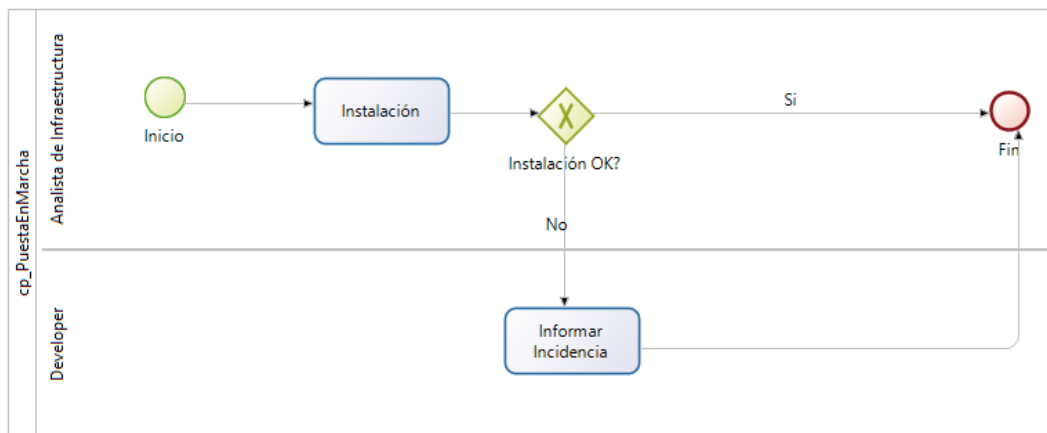 cp_PuestaEnMarcha
Analista de Infraestructura
Inicio
Instalación
Instalación OK?
Si
Fin
No
Developer
Informar
Incidencia